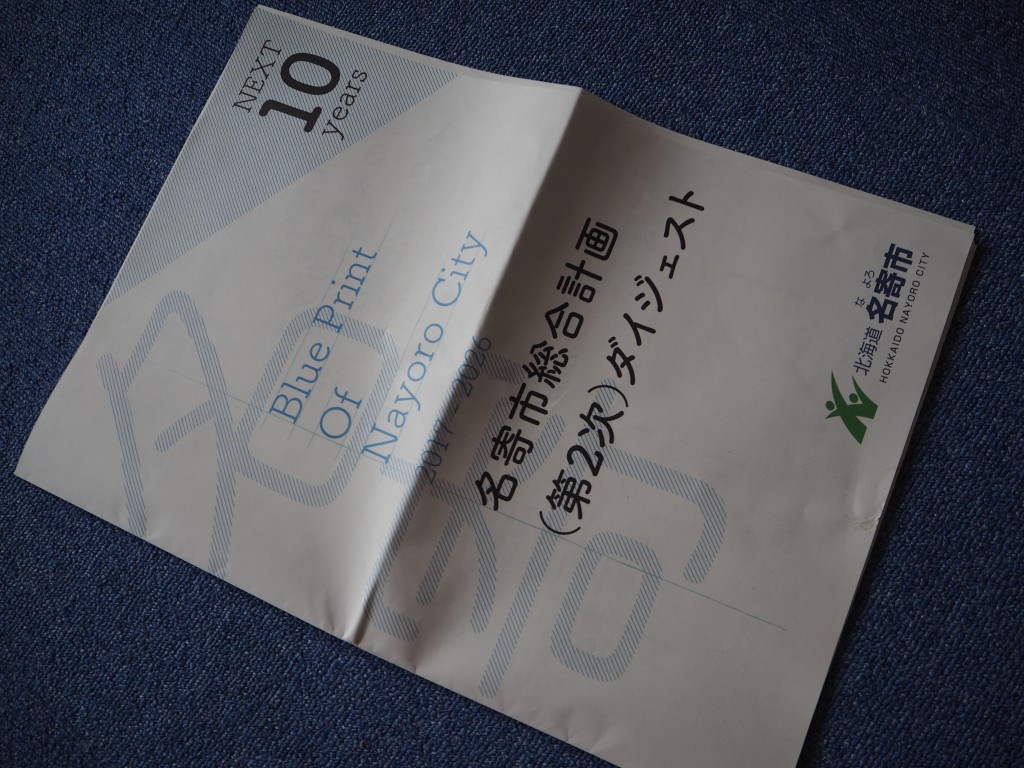 NEXT
10
years
Blue Print
Of
Nayoro City
2017-2026
名寄市総合計画
(第2次)ダイジェスト
なよろ
北海道 名寄市
HOKKAIDO NAYORO CITY
名寄